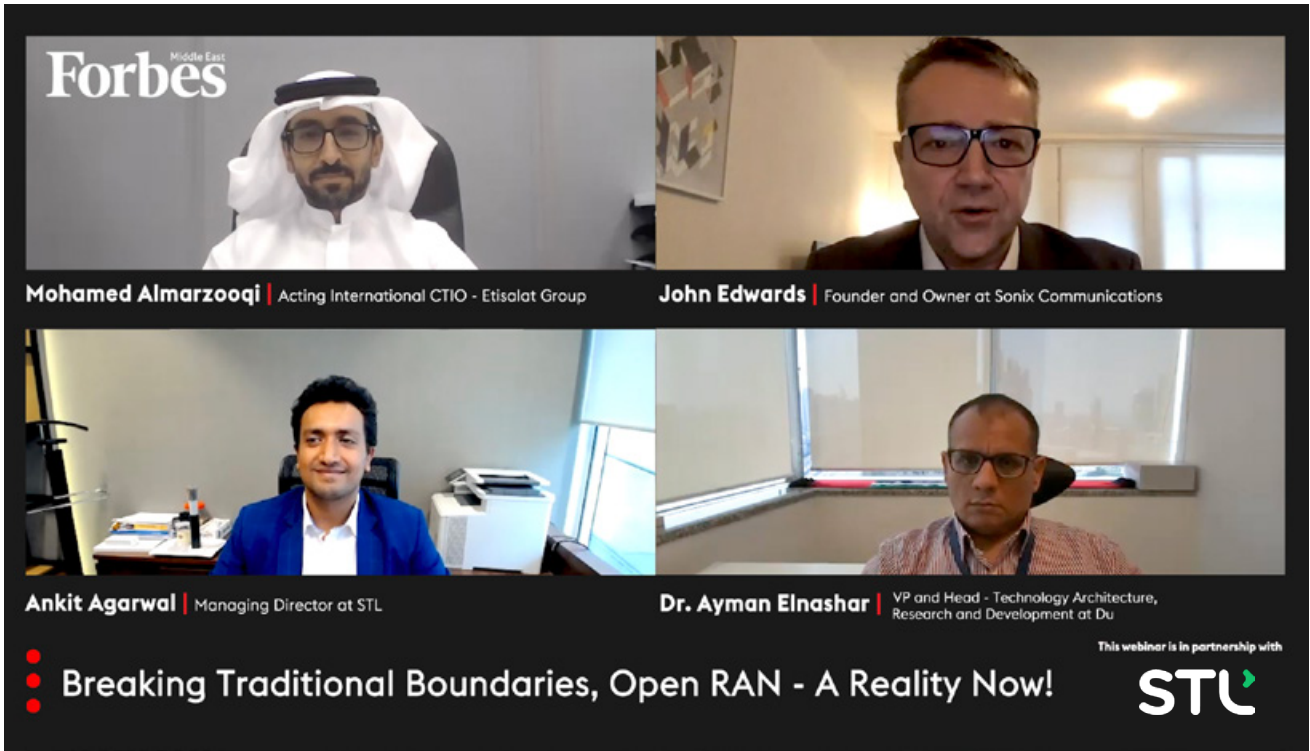 Forbes
Middle East
Mohamed Almarzooqi | Acting International CTIO - Etisalat Group
John Edwards | Founder and Owner at Sonix Communications
Ankit Agarwal | Managing Director at STL
Dr. Ayman Elnashar | VP and Head - Technology Architecture,
Research and Development at Du
This webinar is in partnership with
Breaking Traditional Boundaries, Open RAN - A Reality Now!
STL